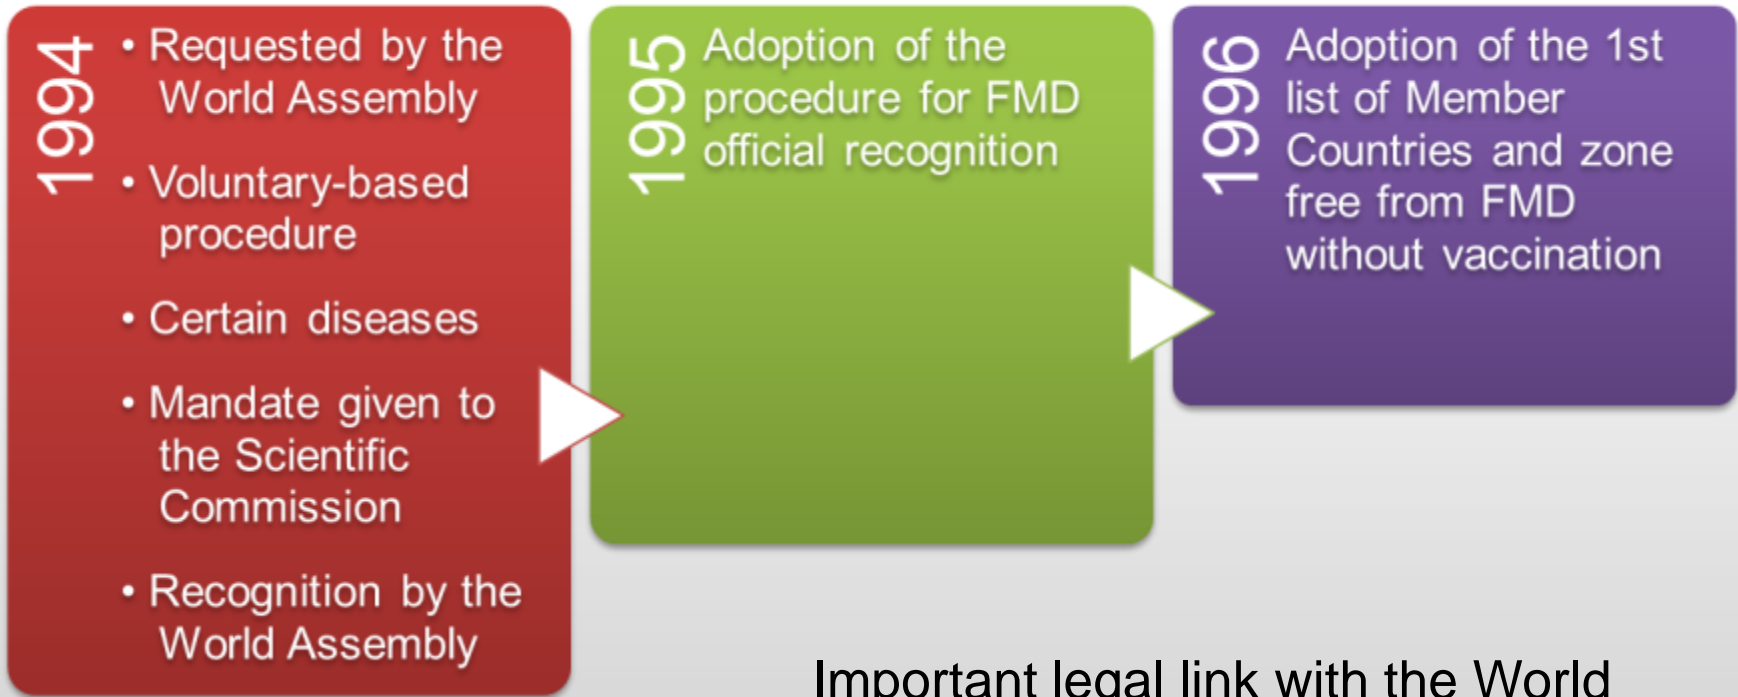 1994
• Requested by the
World Assembly
• Voluntary-based
procedure
• Certain diseases
• Mandate given to
the Scientific
Commission
• Recognition by the
World Assembly
1995
Adoption of the
procedure for FMD
official recognition
1996
Adoption of the 1st
list of Member
Countries and zone
free from FMD
without vaccination
Important legal link with the World